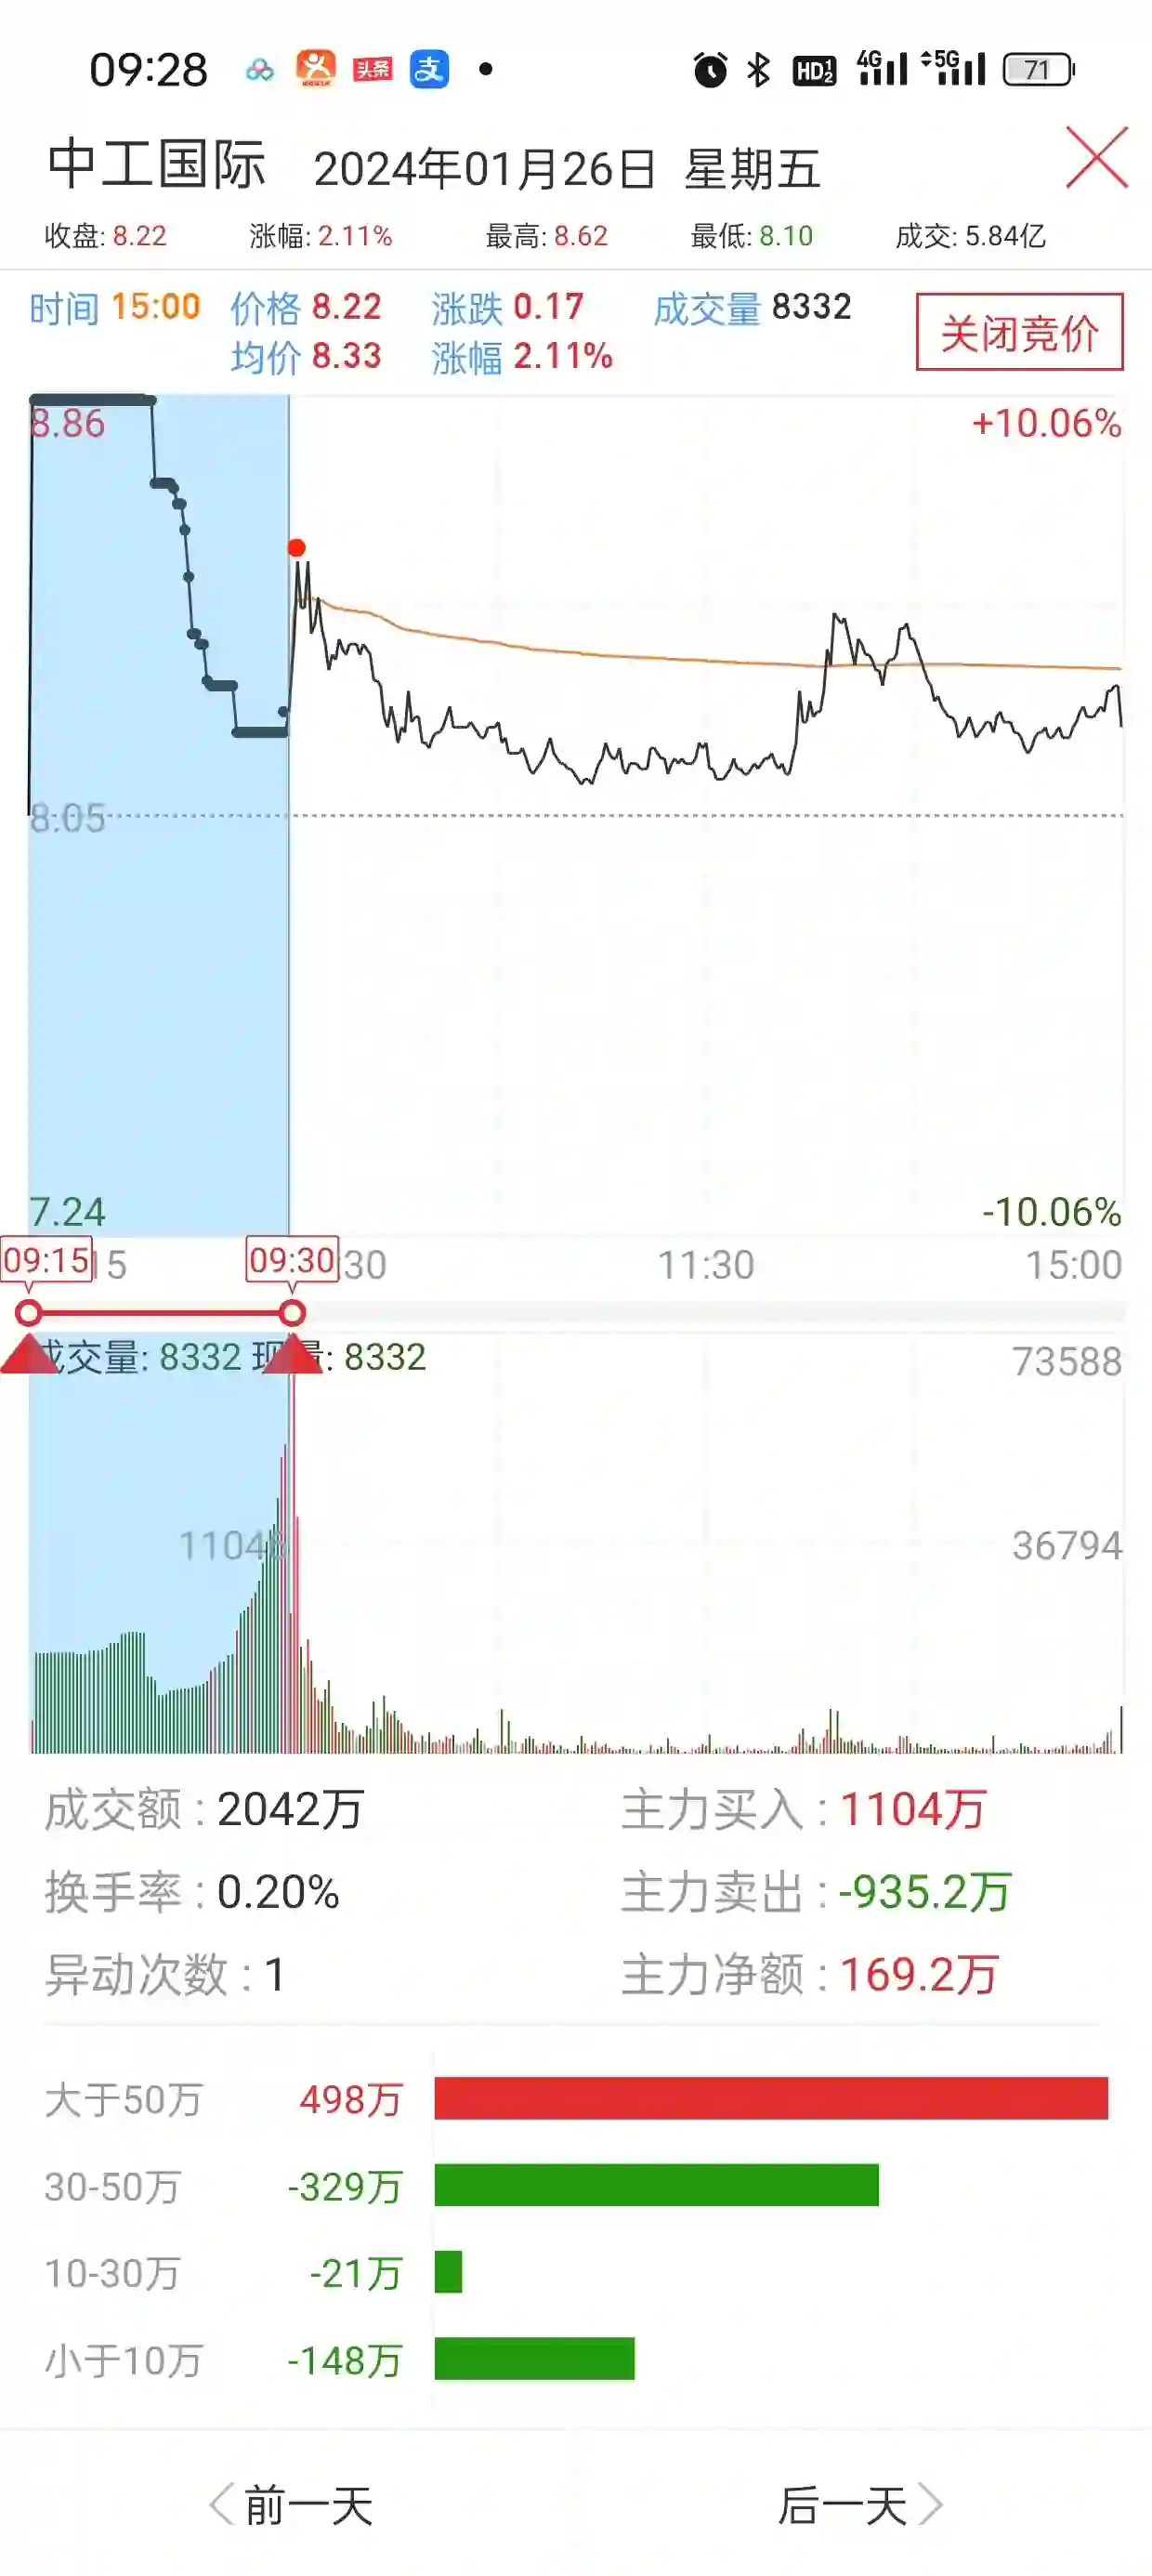 09:28 头条 支 HD1 2 4G 5G 71
中工国际 2024年01月26日 星期五
收盘: 8.22 涨幅: 2.11% 最高: 8.62 最低: 8.10 成交: 5.84亿
时间 15:00 价格 8.22 涨跌 0.17 成交量 8332
均价 8.33 涨幅 2.11%
关闭竞价
8.86 +10.06%
8.05
7.24 -10.06%
09:15 5 09:30 30 11:30 15:00
交量: 8332 8332 73588
1104 36794
成交额 : 2042万 主力买入 : 1104万
换手率 : 0.20% 主力卖出 : -935.2万
异动次数 : 1 主力净额 : 169.2万
大于50万 498万
30-50万 -329万
10-30万 -21万
小于10万 -148万
前一天 后一天